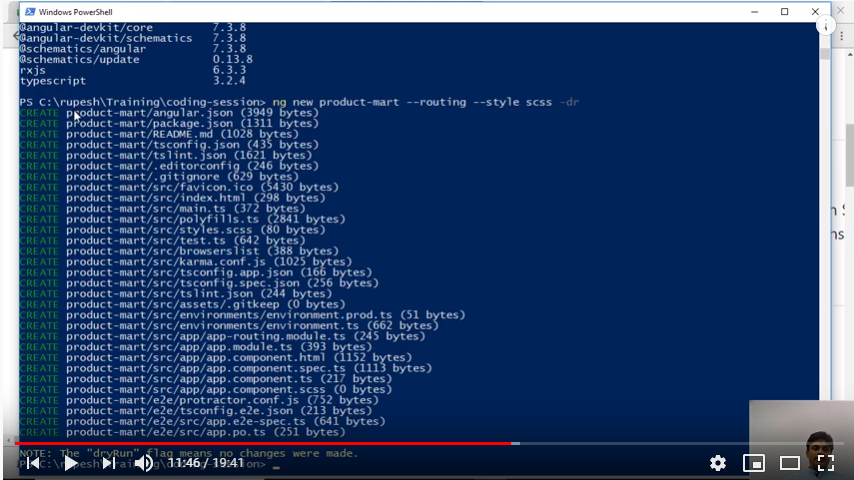 Windows PowerShell
@angular-devkit/core 7.3.8
@angular-devkit/schematics 7.3.8
@schematics/angular 7.3.8
@schematics/update 0.13.8
rxjs 6.3.3
typescript 3.2.4
PS C:\rupesh\Training\coding-session> ng new product-mart --routing --style scss -dr
CREATE product-mart/angular.json (3949 bytes)
CREATE product-mart/package.json (1311 bytes)
CREATE product-mart/README.md (1028 bytes)
CREATE product-mart/tsconfig.json (435 bytes)
CREATE product-mart/tslint.json (1621 bytes)
CREATE product-mart/.editorconfig (246 bytes)
CREATE product-mart/.gitignore (629 bytes)
CREATE product-mart/src/favicon.ico (5430 bytes)
CREATE product-mart/src/index.html (298 bytes)
CREATE product-mart/src/main.ts (372 bytes)
CREATE product-mart/src/polyfills.ts (2841 bytes)
CREATE product-mart/src/styles.scss (80 bytes)
CREATE product-mart/src/test.ts (642 bytes)
CREATE product-mart/src/browserslist (388 bytes)
CREATE product-mart/src/karma.conf.js (1025 bytes)
CREATE product-mart/src/tsconfig.app.json (166 bytes)
CREATE product-mart/src/tsconfig.spec.json (256 bytes)
CREATE product-mart/src/tslint.json (244 bytes)
CREATE product-mart/src/assets/.gitkeep (0 bytes)
CREATE product-mart/src/environments/environment.prod.ts (51 bytes)
CREATE product-mart/src/environments/environment.ts (662 bytes)
CREATE product-mart/src/app/app-routing.module.ts (245 bytes)
CREATE product-mart/src/app/app.module.ts (393 bytes)
CREATE product-mart/src/app/app.component.html (1152 bytes)
CREATE product-mart/src/app/app.component.spec.ts (1113 bytes)
CREATE product-mart/src/app/app.component.ts (217 bytes)
CREATE product-mart/src/app/app.component.scss (0 bytes)
CREATE product-mart/e2e/protractor.conf.js (752 bytes)
CREATE product-mart/e2e/tsconfig.e2e.json (213 bytes)
CREATE product-mart/e2e/src/app.e2e-spec.ts (641 bytes)
CREATE product-mart/e2e/src/app.po.ts (251 bytes)
NOTE: The "dryRun" flag means no changes were made.
PS C:\rupesh\Training\coding-session> _
11:46 / 19:41